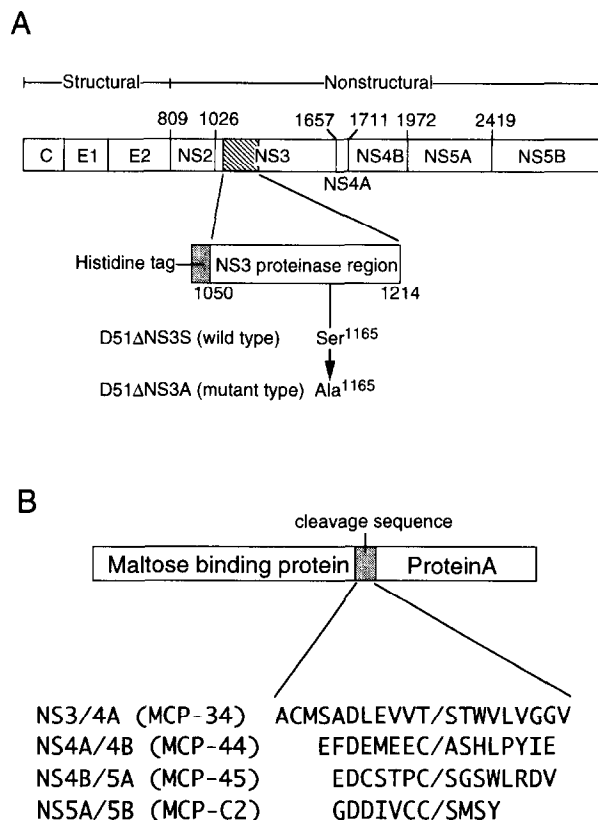 A
Structural Nonstructural
809 1026 1657 1711 1972 2419
C E1 E2 NS2 NS3 NS4B NS5A NS5B
NS4A
Histidine tag NS3 proteinase region
1050 1214
D51ΔNS3S (wild type) Ser1165
D51ΔNS3A (mutant type) Ala1165
B
cleavage sequence
Maltose binding protein ProteinA
NS3/4A (MCP-34) ACMSADLEVVT/STWVLVGGV
NS4A/4B (MCP-44) EFDEMEEC/ASHLPYIE
NS4B/5A (MCP-45) EDCSTPC/SGSWLRDV
NS5A/5B (MCP-C2) GDDIVCC/SMSY